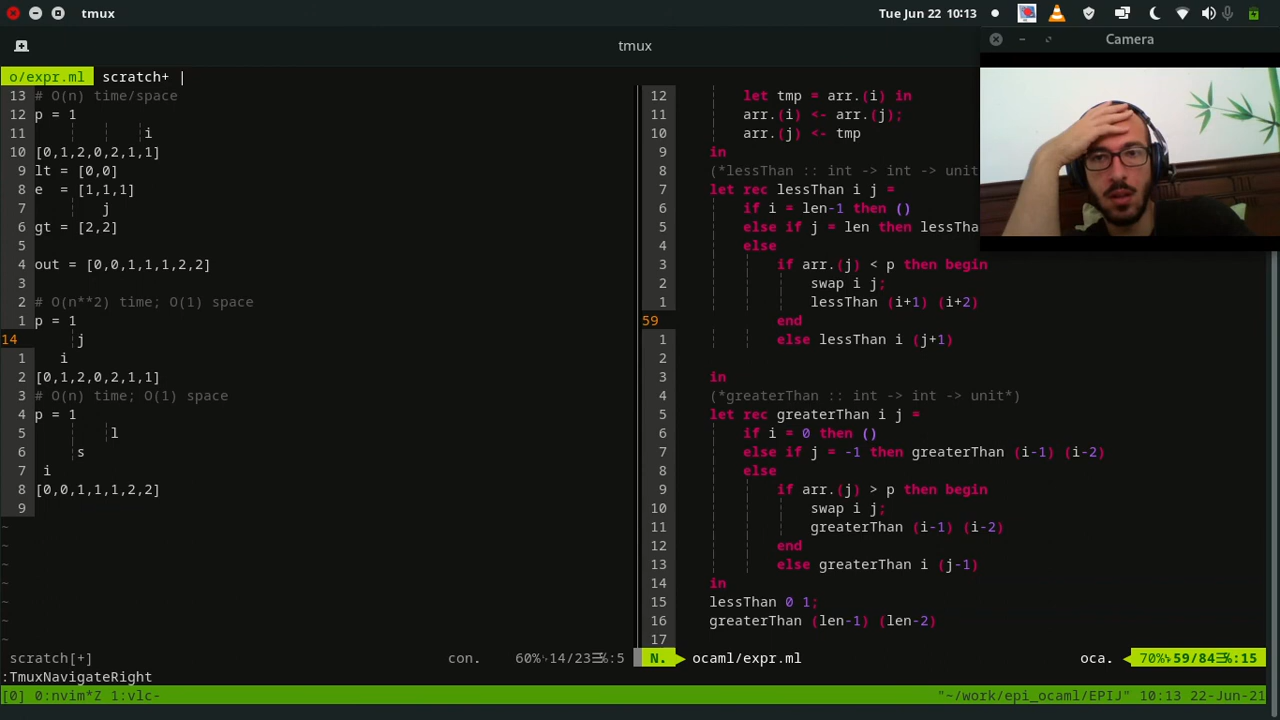 tmux
Tue Jun 22 10:13
tmux
Camera
o/expr.ml scratch+
13 # O(n) time/space
12 p = 1
11 i
10 [0,1,2,0,2,1,1]
9 lt = [0,0]
8 e = [1,1,1]
7 j
6 gt = [2,2]
5
4 out = [0,0,1,1,1,2,2]
3
2 # O(n**2) time; O(1) space
1 p = 1
14 j
1 i
2 [0,1,2,0,2,1,1]
3 # O(n) time; O(1) space
4 p = 1
5 l
6 s
7 i
8 [0,0,1,1,1,2,2]
9
~
~
~
~
~
~
~
scratch[+] con. 60% 14/23 :5
12 let tmp = arr.(i) in
11 arr.(i) <- arr.(j);
10 arr.(j) <- tmp
9 in
8 (*lessThan :: int -> int -> unit
7 let rec lessThan i j =
6 if i = len-1 then ()
5 else if j = len then lessTha
4 else
3 if arr.(j) < p then begin
2 swap i j;
1 lessThan (i+1) (i+2)
59 end
1 else lessThan i (j+1)
2
3 in
4 (*greaterThan :: int -> int -> unit*)
5 let rec greaterThan i j =
6 if i = 0 then ()
7 else if j = -1 then greaterThan (i-1) (i-2)
8 else
9 if arr.(j) > p then begin
10 swap i j;
11 greaterThan (i-1) (i-2)
12 end
13 else greaterThan i (j-1)
14 in
15 lessThan 0 1;
16 greaterThan (len-1) (len-2)
17
N. ocaml/expr.ml oca. 70% 59/84 :15
:TmuxNavigateRight
[0] 0:nvim*Z 1:vlc- "~/work/epi_ocaml/EPIJ" 10:13 22-Jun-21